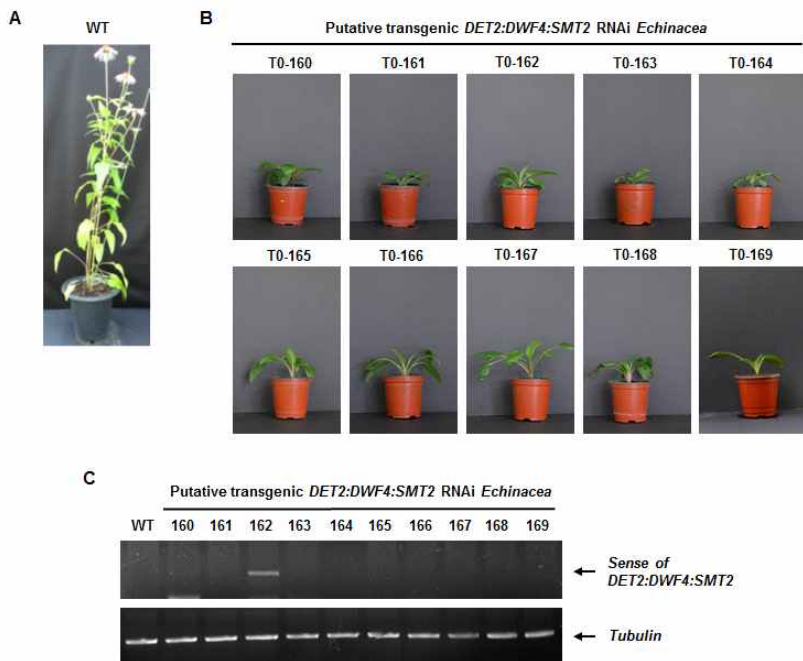 A
WT
B
Putative transgenic DET2:DWF4:SMT2 RNAi Echinacea
T0-160 T0-161 T0-162 T0-163 T0-164
T0-165 T0-166 T0-167 T0-168 T0-169
C
Putative transgenic DET2:DWF4:SMT2 RNAi Echinacea
WT 160 161 162 163 164 165 166 167 168 169
Sense of
DET2:DWF4:SMT2
Tubulin